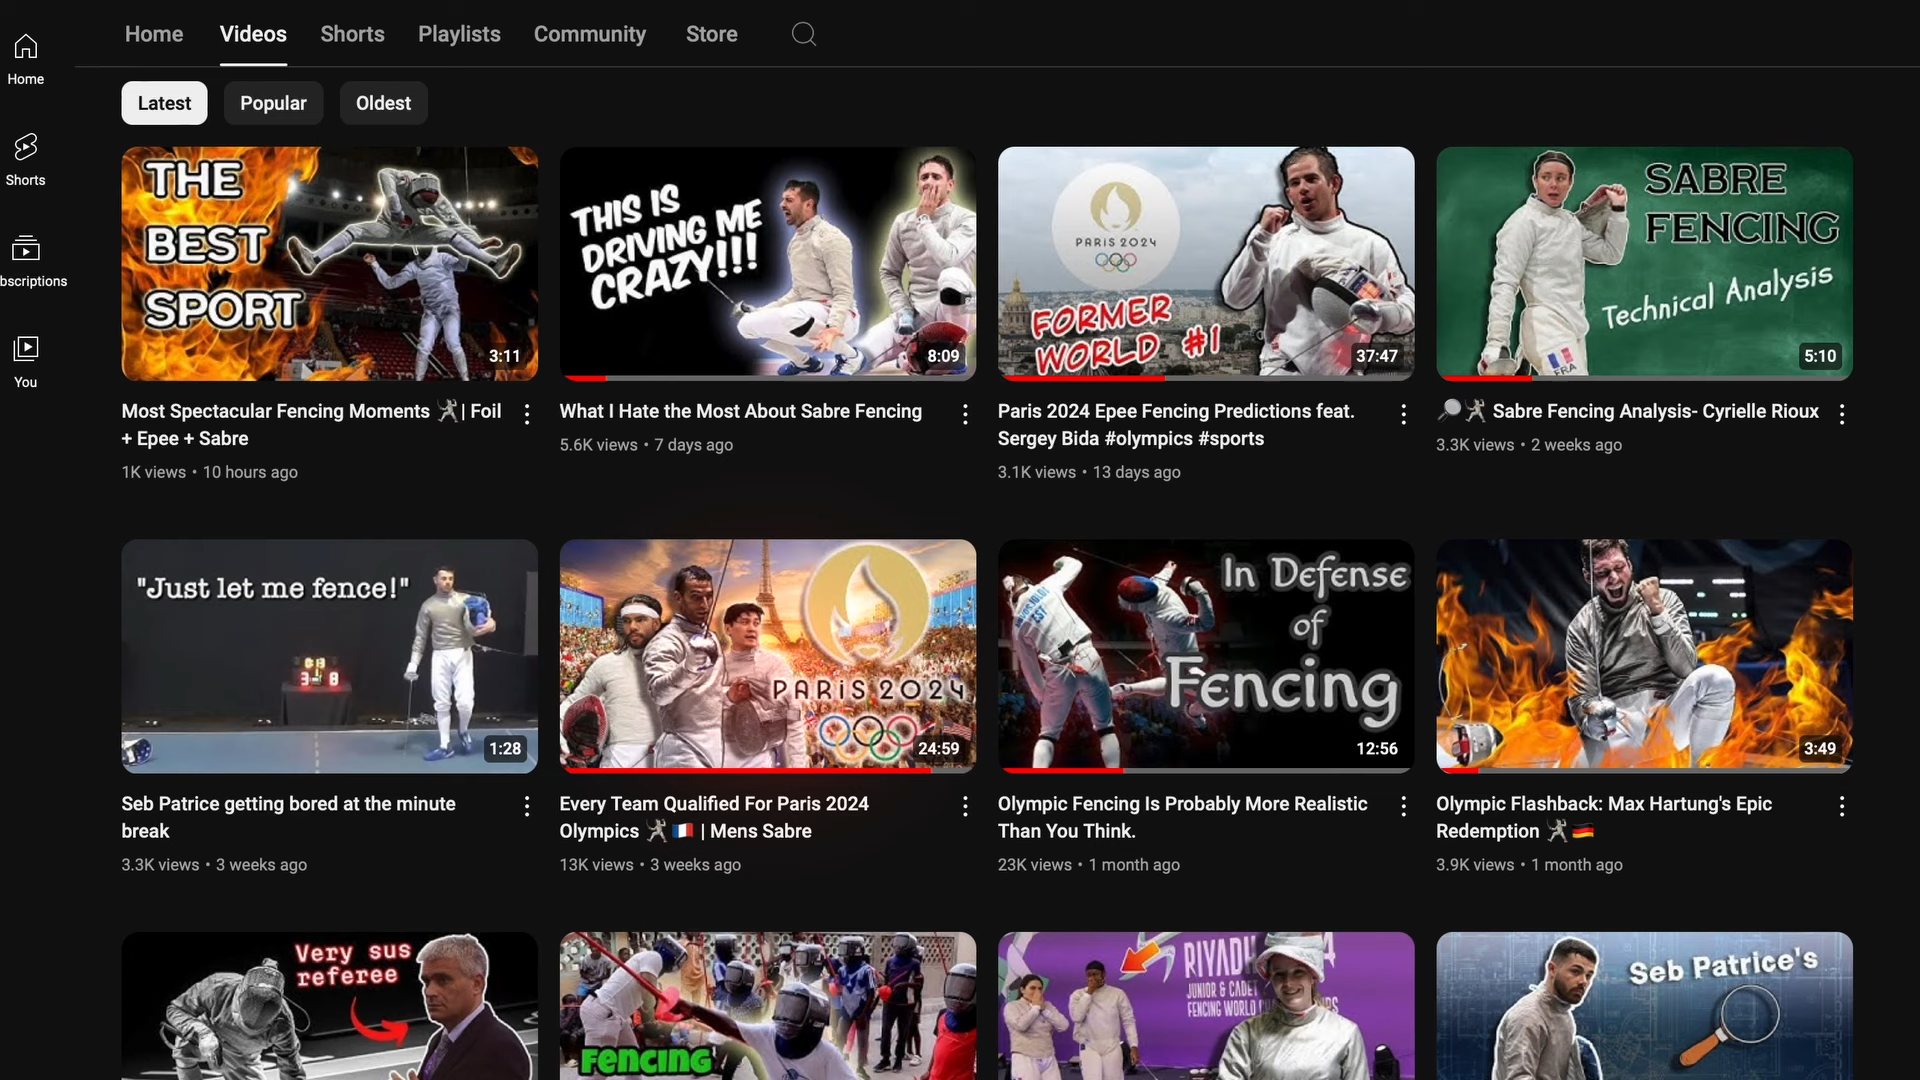 Home
Videos
Shorts
Playlists
Community
Store
Home
Shorts
bscriptions
You
Latest
Popular
Oldest
THE
BEST
SPORT
3:11
Most Spectacular Fencing Moments 🤺| Foil
+ Epee + Sabre
1K views • 10 hours ago
THIS IS
DRIVING ME
CRAZY!!!
8:09
What I Hate the Most About Sabre Fencing
5.6K views • 7 days ago
PARIS 2024
FORMER
WORLD #1
37:47
Paris 2024 Epee Fencing Predictions feat.
Sergey Bida #olympics #sports
3.1K views • 13 days ago
SABRE
FENCING
Technical Analysis
FRA
5:10
🔎🤺 Sabre Fencing Analysis- Cyrielle Rioux
3.3K views • 2 weeks ago
"Just let me fence!"
1:28
Seb Patrice getting bored at the minute
break
3.3K views • 3 weeks ago
PARIS 2024
24:59
Every Team Qualified For Paris 2024
Olympics 🤺🇫🇷 | Mens Sabre
13K views • 3 weeks ago
In Defense
of
Fencing
EST
12:56
Olympic Fencing Is Probably More Realistic
Than You Think.
23K views • 1 month ago
3:49
Olympic Flashback: Max Hartung's Epic
Redemption 🤺🇩🇪
3.9K views • 1 month ago
Very sus
referee
FENCING
RIYADH
JUNIOR & CADET
FENCING WORLD
Seb Patrice's